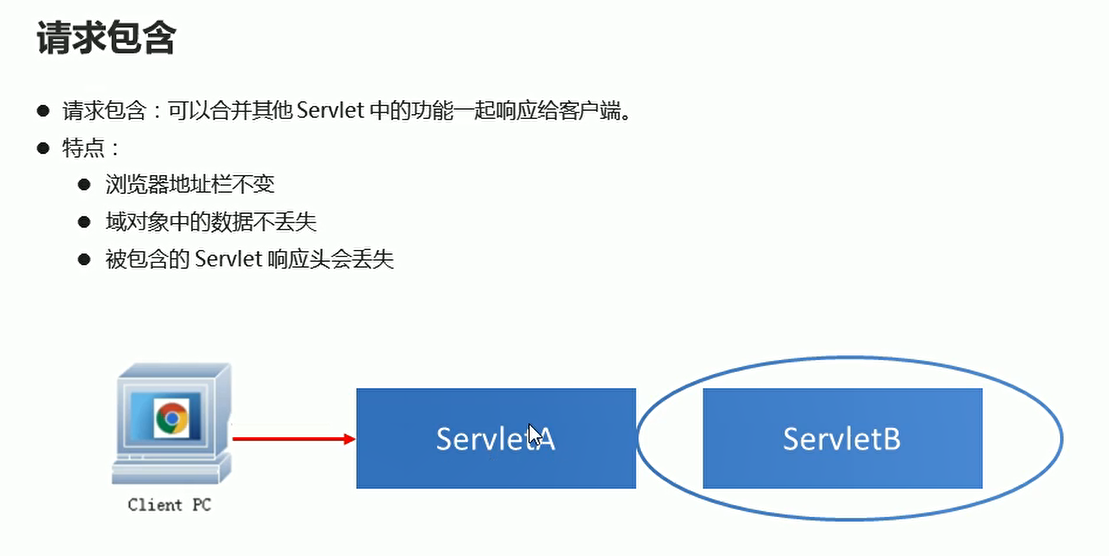 请求包含
● 请求包含：可以合并其他 Servlet 中的功能一起响应给客户端。
● 特点：
● 浏览器地址栏不变
● 域对象中的数据不丢失
● 被包含的 Servlet 响应头会丢失
ServletA
ServletB
Client PC